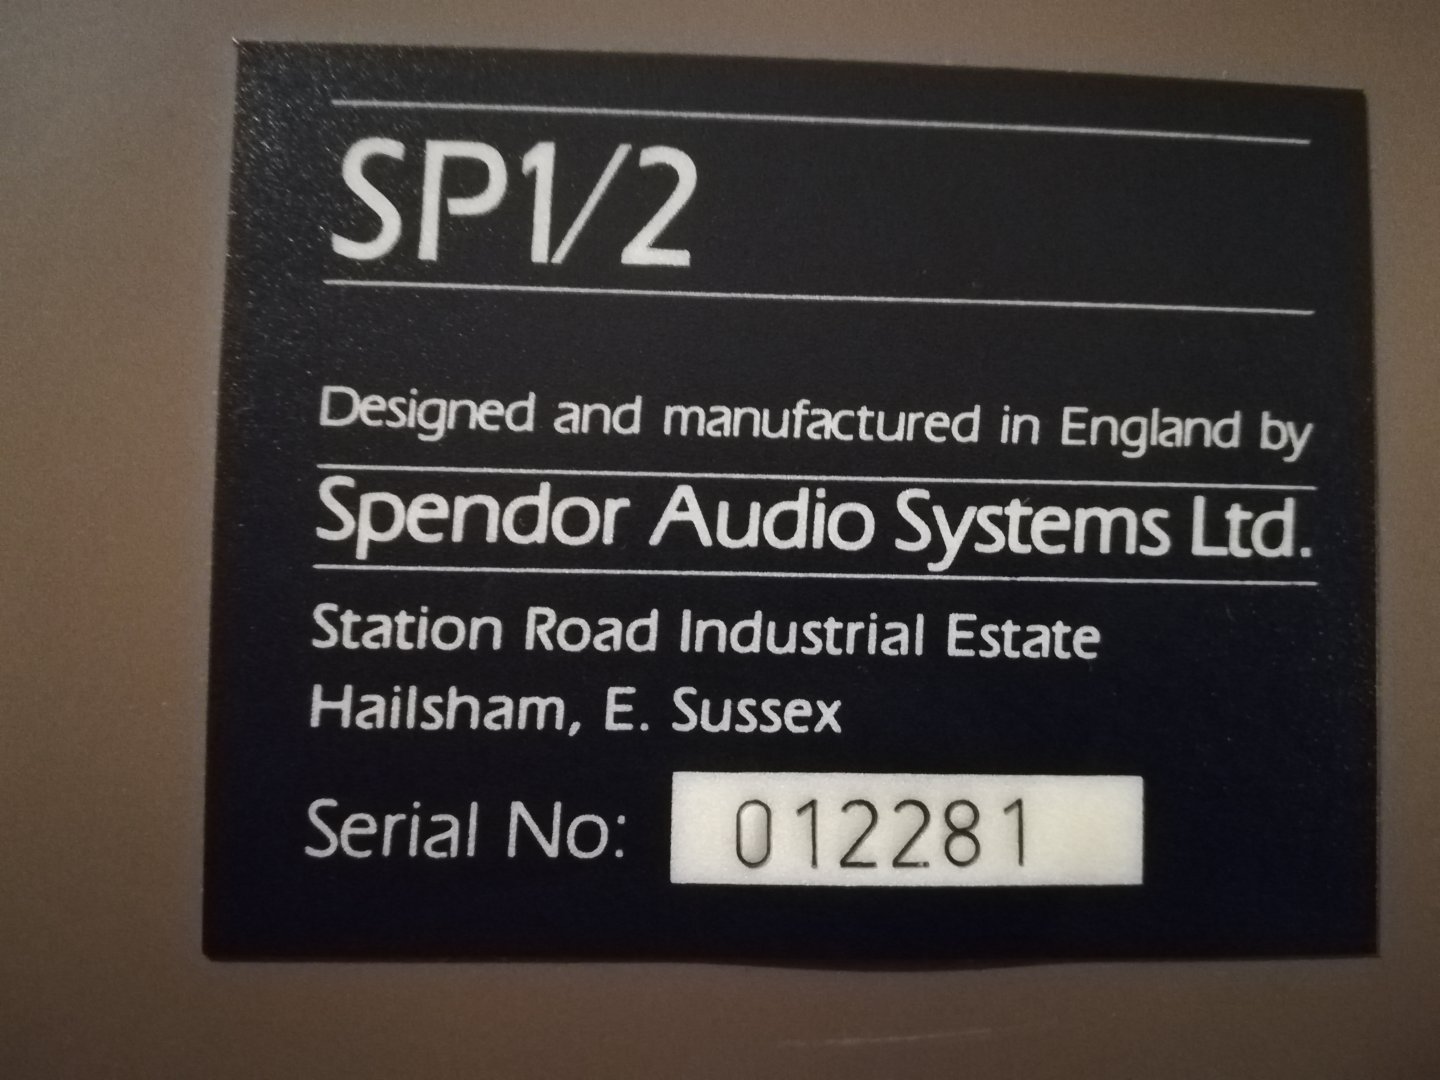 SP1/2
Designed and manufactured in England by
Spendor Audio Systems Ltd.
Station Road Industrial Estate
Hailsham, E. Sussex
Serial No: 012281